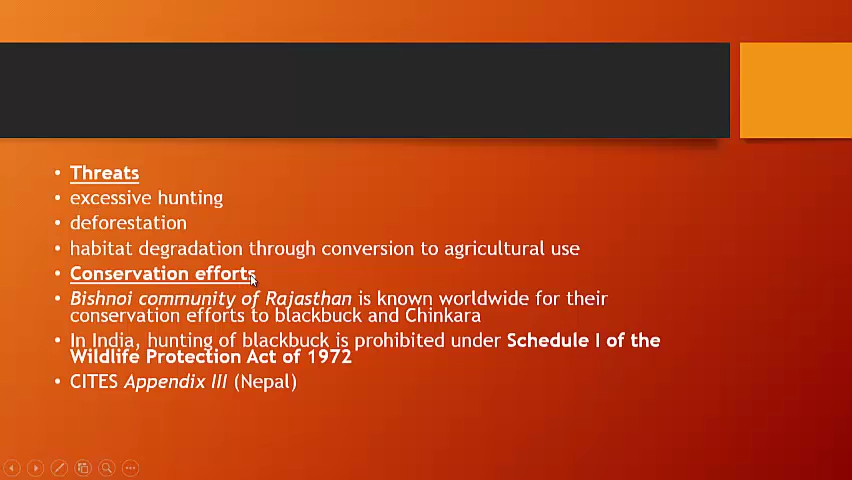 • Threats
• excessive hunting
• deforestation
• habitat degradation through conversion to agricultural use
• Conservation efforts
• Bishnoi community of Rajasthan is known worldwide for their
conservation efforts to blackbuck and Chinkara
• In India, hunting of blackbuck is prohibited under Schedule I of the
Wildlife Protection Act of 1972
• CITES Appendix III (Nepal)